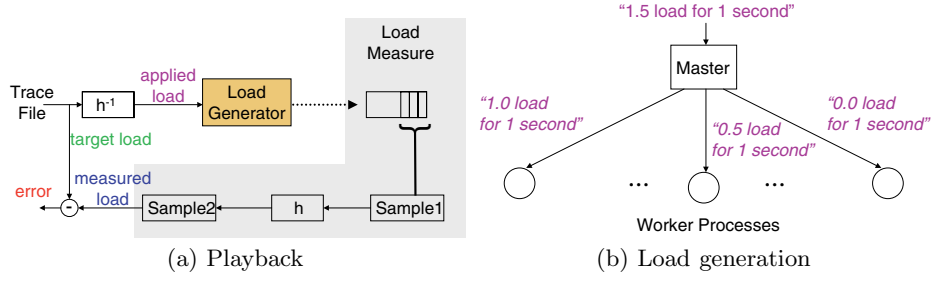 Load
Measure
Trace
File
h-1
applied
load
Load
Generator
target load
error
measured
load
-
Sample2
h
Sample1
(a) Playback
“1.5 load for 1 second”
Master
“1.0 load
for 1 second”
“0.5 load
for 1 second”
“0.0 load
for 1 second”
...
...
Worker Processes
(b) Load generation